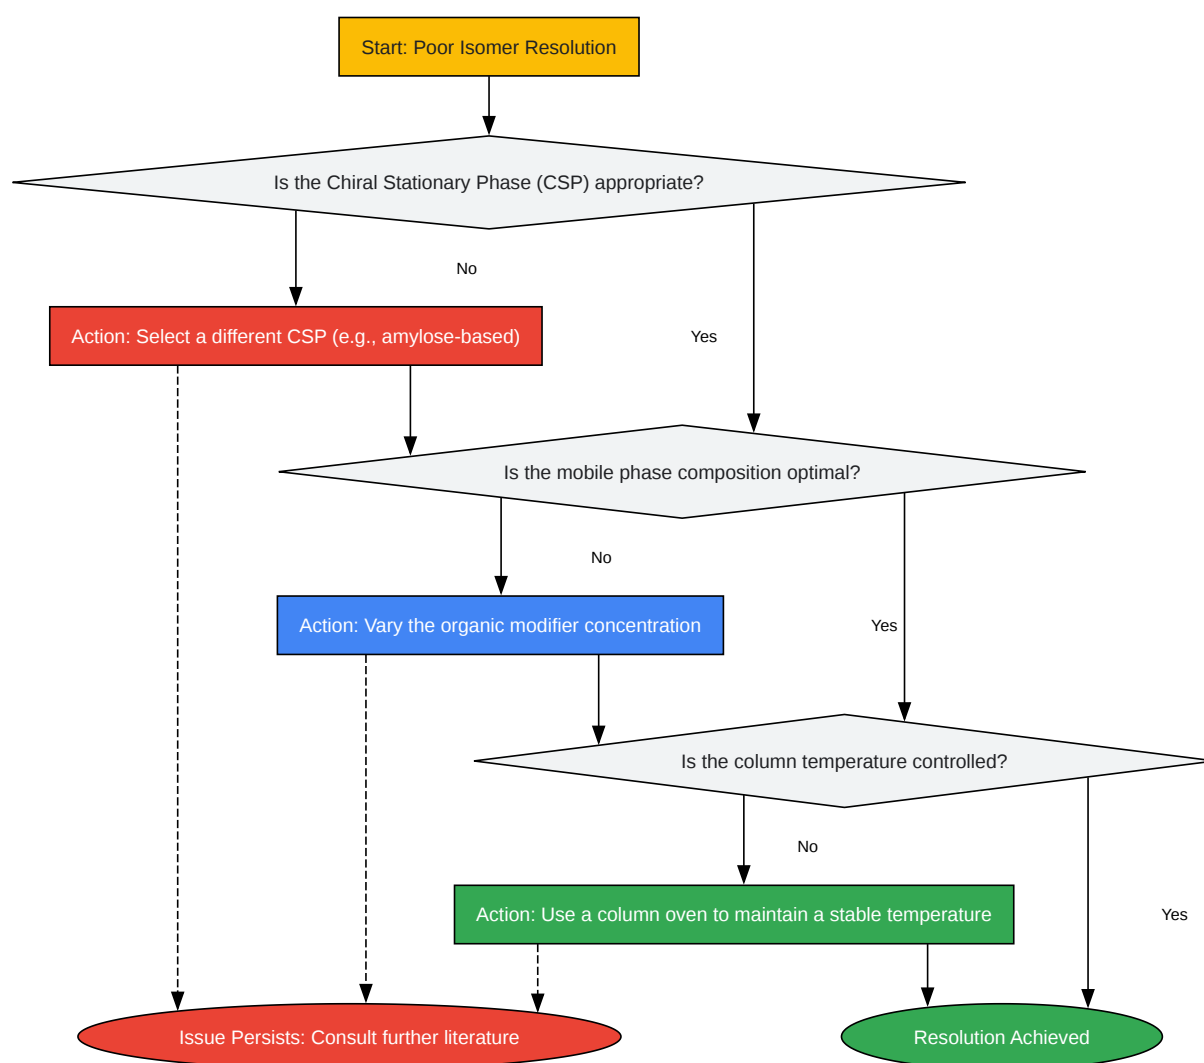 Start: Poor Isomer Resolution
Is the Chiral Stationary Phase (CSP) appropriate?
No
Action: Select a different CSP (e.g., amylose-based)
Yes
Is the mobile phase composition optimal?
No
Action: Vary the organic modifier concentration
Yes
Is the column temperature controlled?
No
Action: Use a column oven to maintain a stable temperature
Yes
Issue Persists: Consult further literature
Resolution Achieved